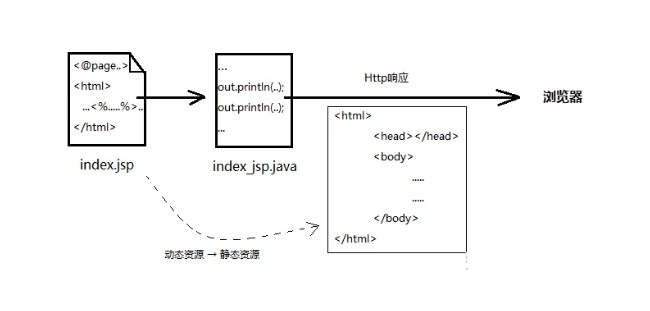 <@page..>
<html>
...<%.....%>..
</html>
index.jsp
...
out.println(..);
out.println(..);
...
index_jsp.java
Http响应
浏览器
<html>
<head></head>
<body>
.....
.....
</body>
</html>
动态资源 → 静态资源